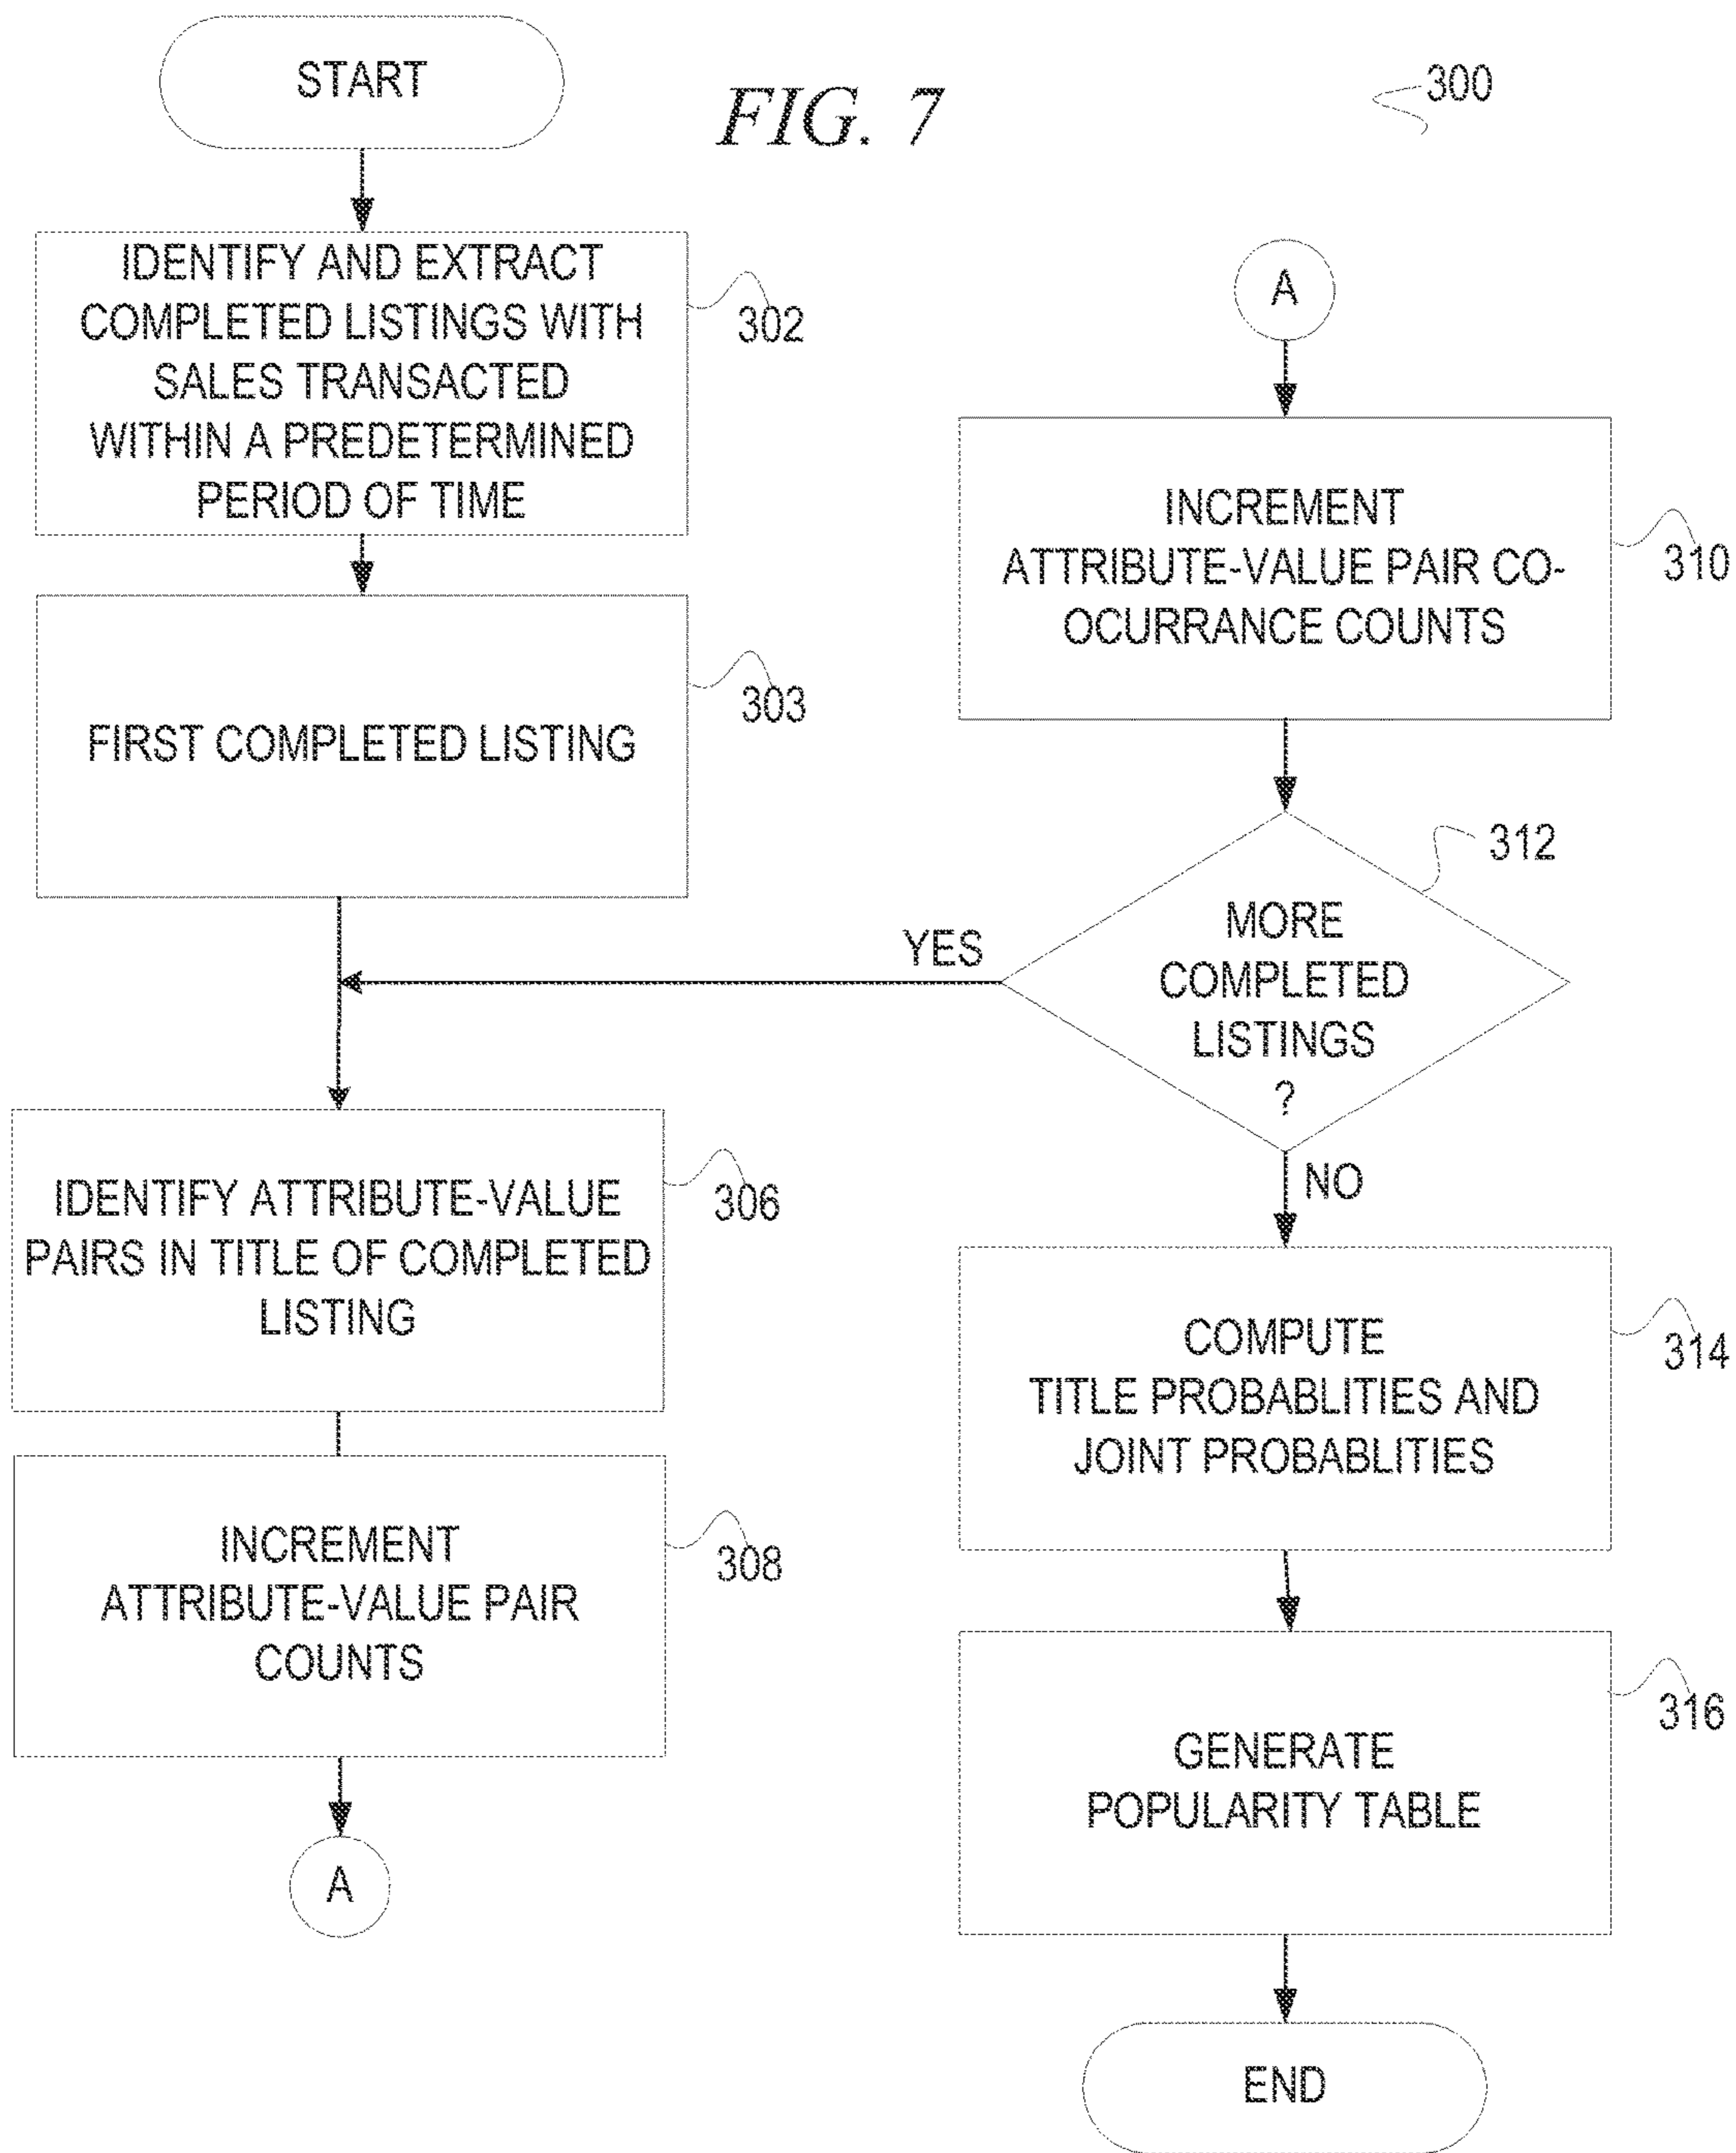 FIG. 7
300
START
IDENTIFY AND EXTRACT
COMPLETED LISTINGS WITH
SALES TRANSACTED
WITHIN A PREDETERMINED
PERIOD OF TIME
302
FIRST COMPLETED LISTING
303
IDENTIFY ATTRIBUTE-VALUE
PAIRS IN TITLE OF COMPLETED
LISTING
306
INCREMENT
ATTRIBUTE-VALUE PAIR
COUNTS
308
A
A
INCREMENT
ATTRIBUTE-VALUE PAIR CO-
OCURRANCE COUNTS
310
312
MORE
COMPLETED
LISTINGS
?
YES
NO
COMPUTE
TITLE PROBABLITIES AND
JOINT PROBABLITIES
314
GENERATE
POPULARITY TABLE
316
END